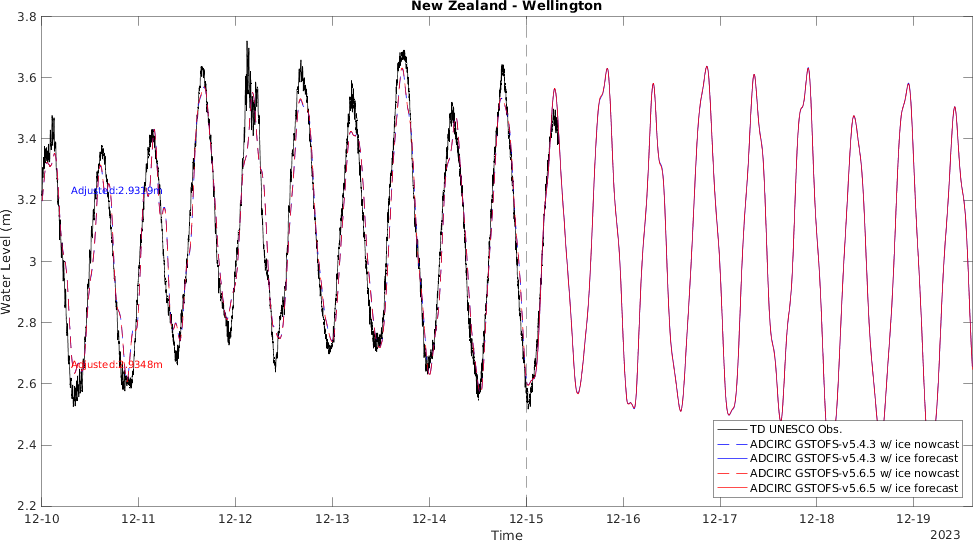 New Zealand - Wellington
3.8
3.6
3.4
3.2
3
2.8
2.6
2.4
2.2
Water Level (m)
Adjusted:2.9339m
TD UNESCO Obs.
ADCIRC GSTOFS-v5.4.3 w/ ice nowcast
ADCIRC GSTOFS-v5.4.3 w/ ice forecast
ADCIRC GSTOFS-v5.6.5 w/ ice nowcast
ADCIRC GSTOFS-v5.6.5 w/ ice forecast
12-10 12-11 12-12 12-13 12-14 12-15 12-16 12-17 12-18 12-19
Time
2023